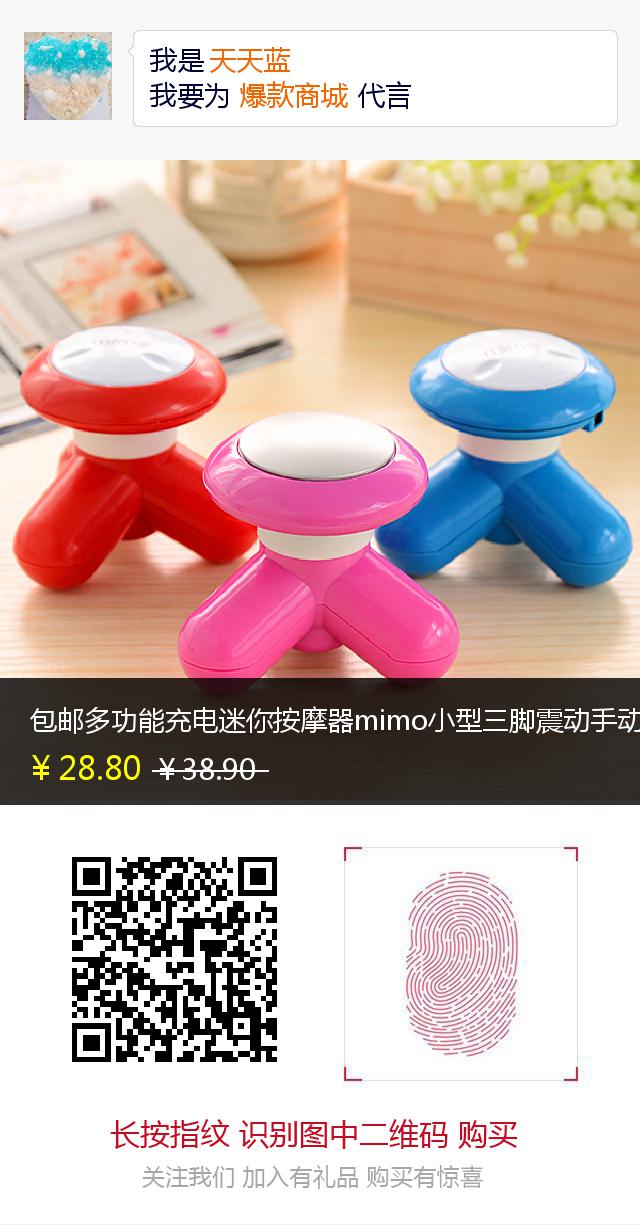 我是天天蓝
我要为 爆款商城 代言
mimo
mimo
包邮多功能充电迷你按摩器mimo小型三脚震动手动
¥ 28.80 ¥38.90
长按指纹 识别图中二维码 购买
关注我们 加入有礼品 购买有惊喜